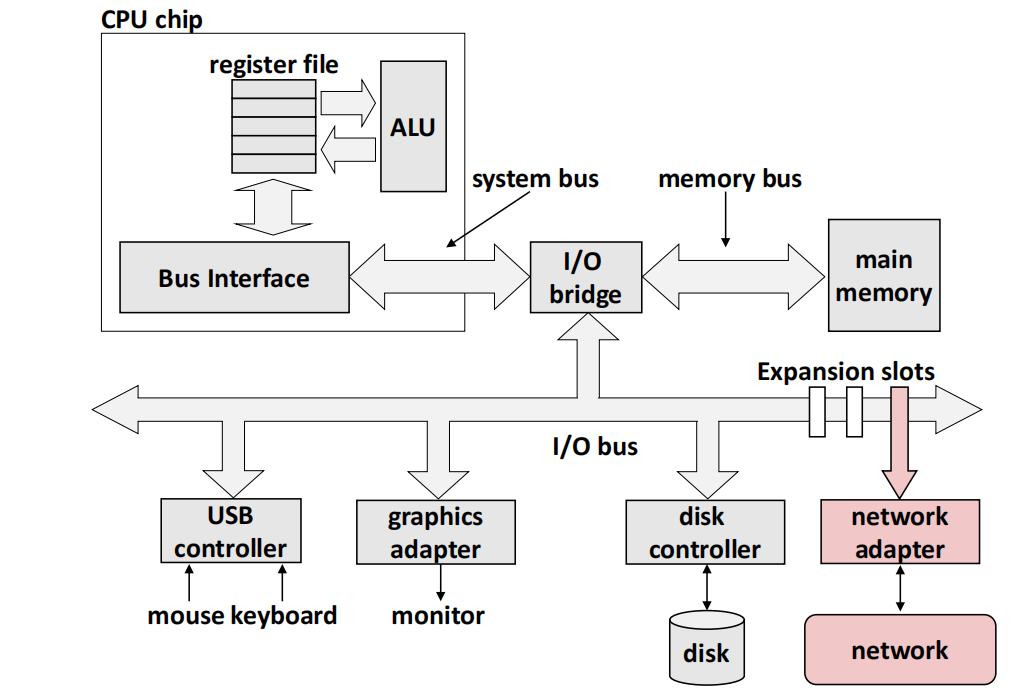 CPU chip
register file
ALU
system bus
memory bus
Bus Interface
I/O
bridge
main
memory
Expansion slots
I/O bus
USB
controller
graphics
adapter
disk
controller
network
adapter
mouse keyboard
monitor
disk
network